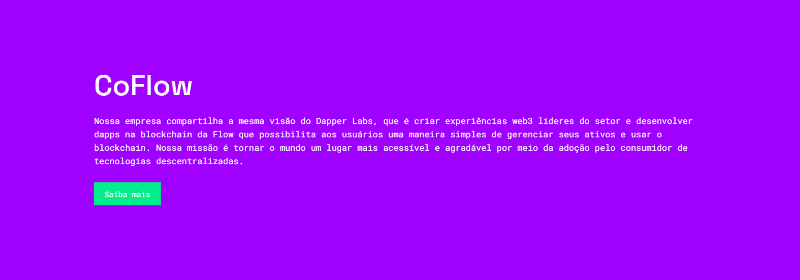 CoFlow
Nossa empresa compartilha a mesma visão do Dapper Labs, que é criar experiências web3 líderes do setor e desenvolver
dapps na blockchain da Flow que possibilita aos usuários uma maneira simples de gerenciar seus ativos e usar o
blockchain. Nossa missão é tornar o mundo um lugar mais acessível e agradável por meio da adoção pelo consumidor de
tecnologias descentralizadas.
Saiba mais